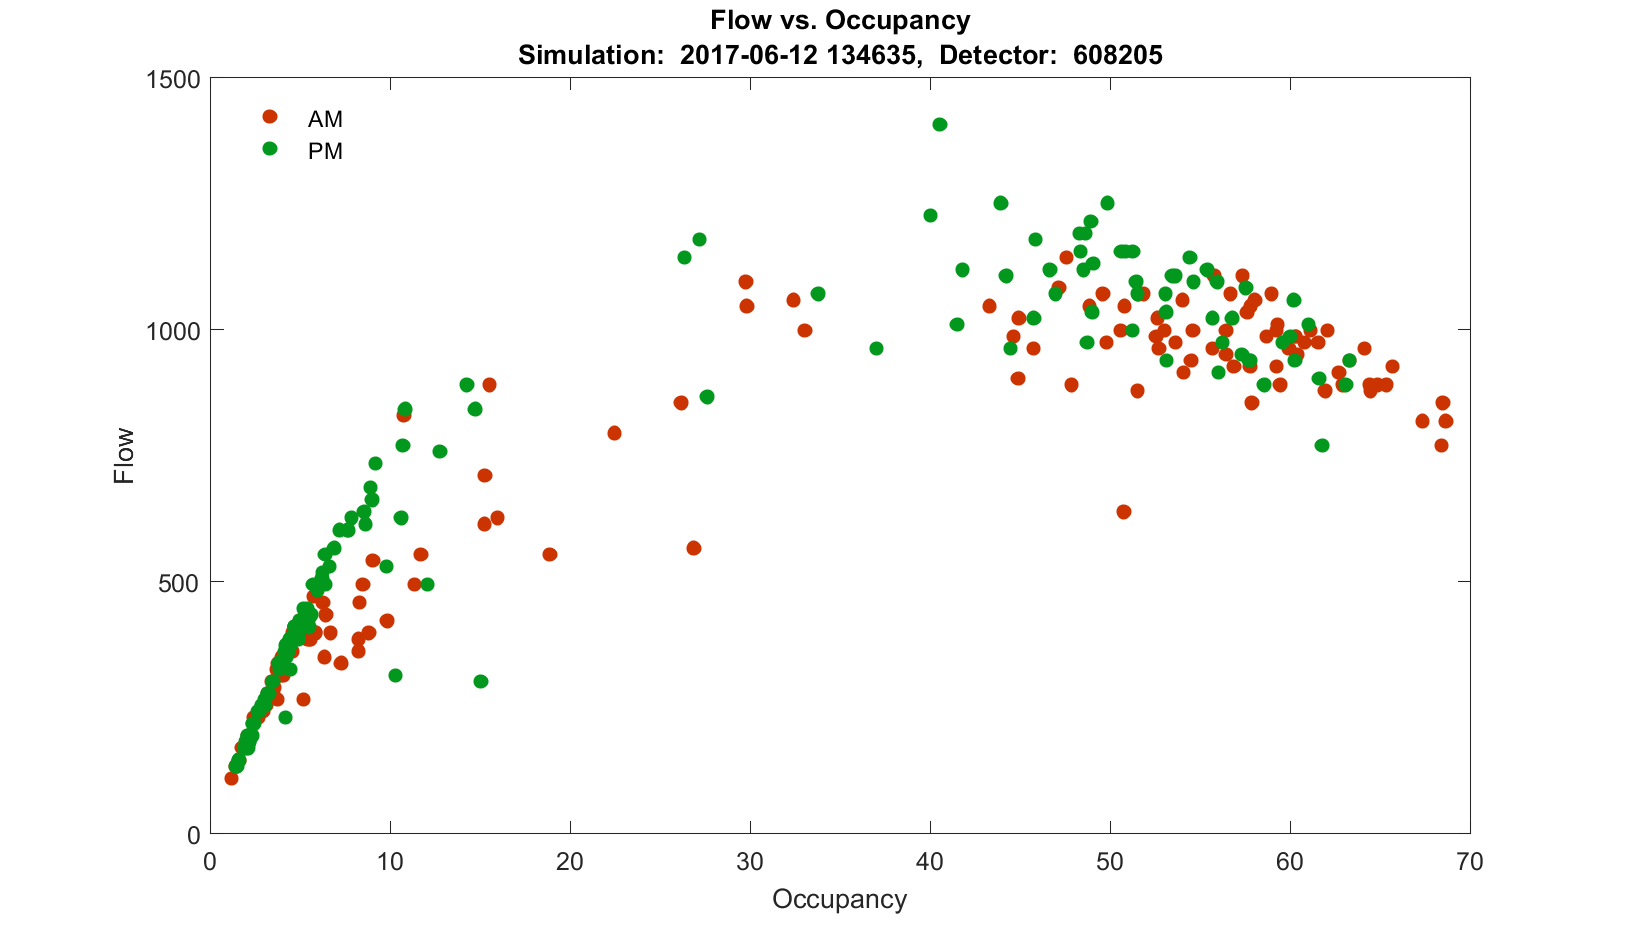 Flow vs. Occupancy
Simulation:  2017-06-12 134635,  Detector:  608205
1500
AM
PM
1000
Flow
500
0
0 10 20 30 40 50 60 70
Occupancy